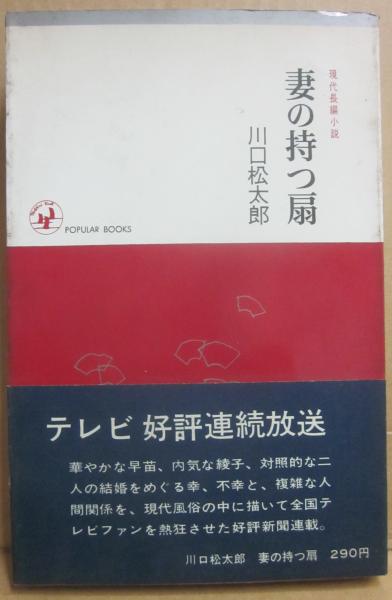 現代長編小説
妻の持つ扇
川口松太郎
POPULAR BOOKS
テレビ 好評連続放送
華やかな早苗、内気な綾子、対照的な二
人の結婚をめぐる幸、不幸と、複雑な人
間関係を、現代風俗の中に描いて全国テ
レビファンを熱狂させた好評新聞連載。
川口松太郎 妻の持つ扇 290円